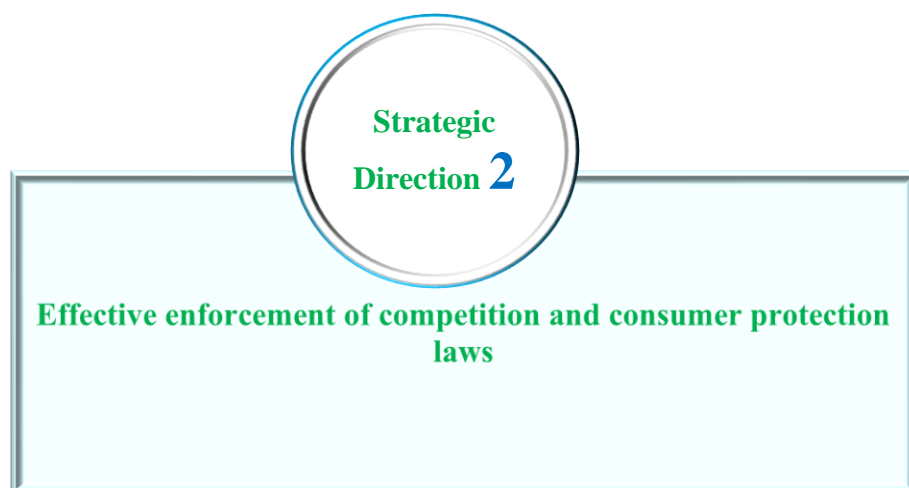 Strategic
Direction 2
Effective enforcement of competition and consumer protection
laws